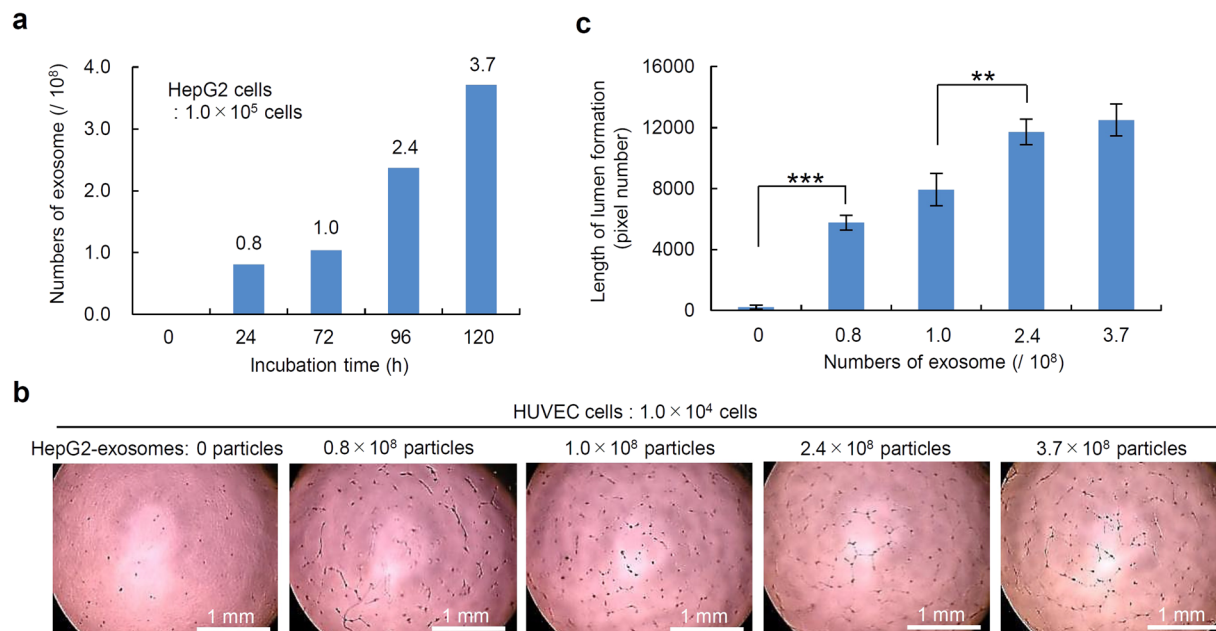 a
Numbers of exosome (/ 10⁸)
4.0
3.0
2.0
1.0
0.0
HepG2 cells
: 1.0 × 10⁵ cells
0.8
1.0
2.4
3.7
0 24 72 96 120
Incubation time (h)
c
Length of lumen formation
(pixel number)
16000
12000
8000
4000
0
***
**
0 0.8 1.0 2.4 3.7
Numbers of exosome (/ 10⁸)
b
HUVEC cells : 1.0 × 10⁴ cells
HepG2-exosomes: 0 particles 0.8 × 10⁸ particles 1.0 × 10⁸ particles 2.4 × 10⁸ particles 3.7 × 10⁸ particles
1 mm 1 mm 1 mm 1 mm 1 mm